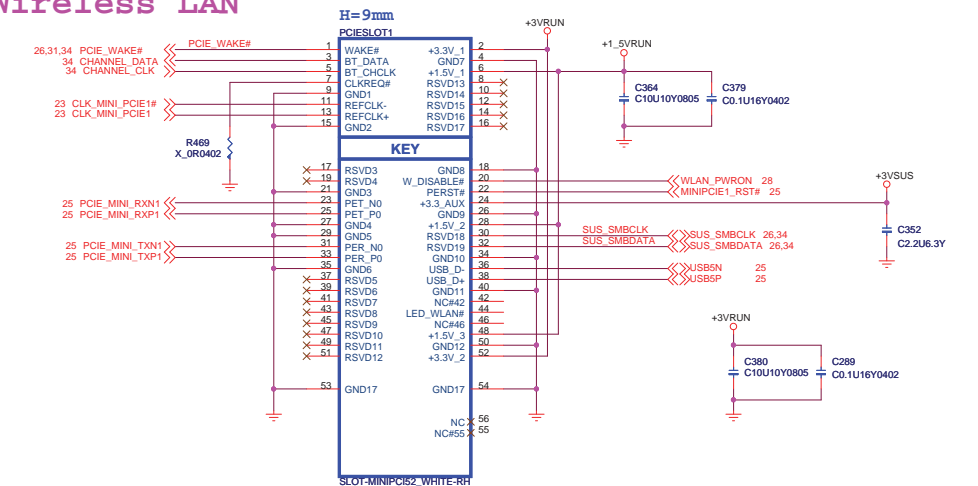 Wireless LAN
H=9mm
PCIESLOT1
+3VRUN
26,31,34 PCIE_WAKE# PCIE_WAKE# 1 WAKE# +3.3V_1 2
34 CHANNEL_DATA 3 BT_DATA GND7 4
34 CHANNEL_CLK 5 BT_CHCLK +1.5V_1 6
7 CLKREQ# RSVD13 8
9 GND1 RSVD14 10
23 CLK_MINI_PCIE1# 11 REFCLK- RSVD15 12
23 CLK_MINI_PCIE1 13 REFCLK+ RSVD16 14
15 GND2 RSVD17 16
+1_5VRUN
C364
C10U10Y0805
C379
C0.1U16Y0402
R469
X_0R0402
KEY
17 RSVD3 GND8 18
19 RSVD4 W_DISABLE# 20 WLAN_PWRON 28
21 GND3 PERST# 22 MINIPCIE1_RST# 25
25 PCIE_MINI_RXN1 23 PET_N0 +3.3_AUX 24
25 PCIE_MINI_RXP1 25 PET_P0 GND9 26
27 GND4 +1.5V_2 28
29 GND5 RSVD18 30 SUS_SMBCLK SUS_SMBCLK 26,34
25 PCIE_MINI_TXN1 31 PER_N0 RSVD19 32 SUS_SMBDATA SUS_SMBDATA 26,34
25 PCIE_MINI_TXP1 33 PER_P0 GND10 34
35 GND6 USB_D- 36 USB5N 25
37 RSVD5 USB_D+ 38 USB5P 25
39 RSVD6 GND11 40
41 RSVD7 NC#42 42
43 RSVD8 LED_WLAN# 44
45 RSVD9 NC#46 46
47 RSVD10 +1.5V_3 48
49 RSVD11 GND12 50
51 RSVD12 +3.3V_2 52
53 GND17 GND17 54
NC 56
NC#55 55
SLOT-MINIPCI52_WHITE-RH
+3VSUS
C352
C2.2U6.3Y
+3VRUN
C380
C10U10Y0805
C289
C0.1U16Y0402